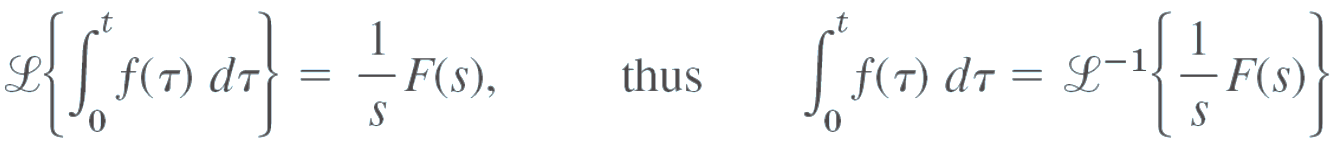 ℒ{∫₀ᵗ f(τ) dτ} = 1/s F(s), thus ∫₀ᵗ f(τ) dτ = ℒ⁻¹{1/s F(s)}